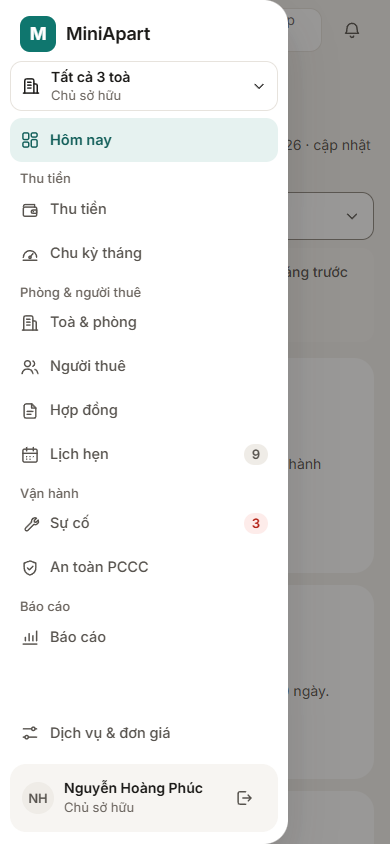 M MiniApart
Tất cả 3 toà
Chủ sở hữu
Hôm nay
26 · cập nhật
Thu tiền
Thu tiền
Chu kỳ tháng
áng trước
Phòng & người thuê
Toà & phòng
Người thuê
Hợp đồng
Lịch hẹn 9
hành
Vận hành
Sự cố 3
An toàn PCCC
Báo cáo
Báo cáo
ngày.
Dịch vụ & đơn giá
NH Nguyễn Hoàng Phúc
Chủ sở hữu